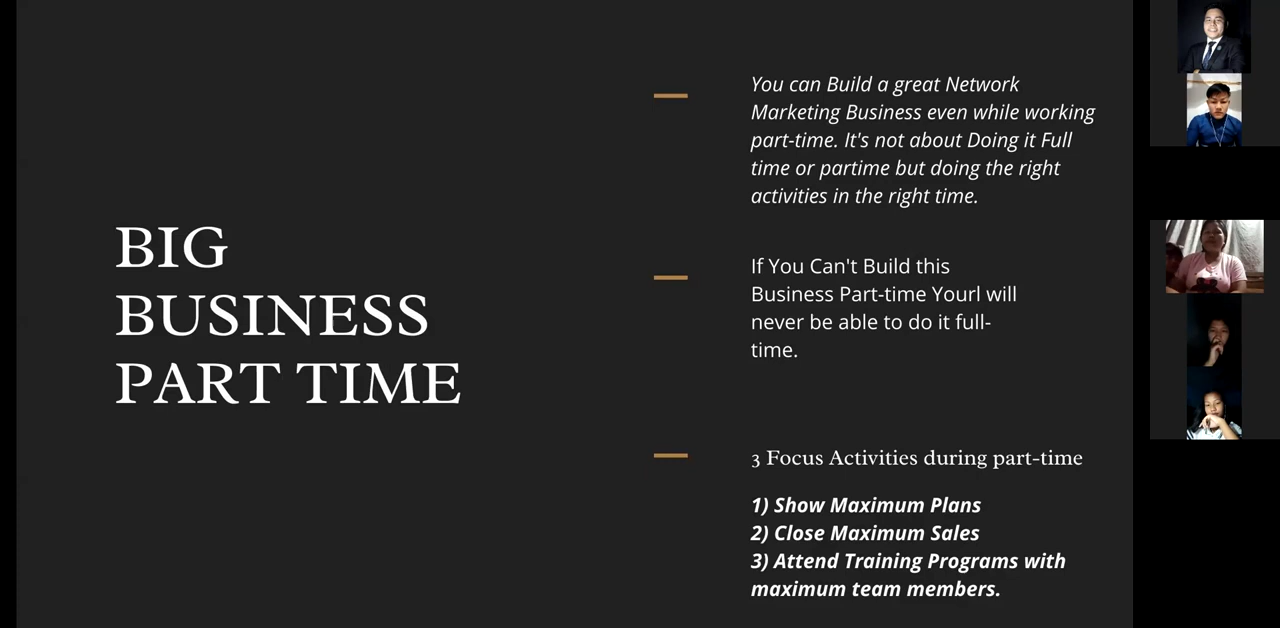 BIG
BUSINESS
PART TIME
You can Build a great Network
Marketing Business even while working
part-time. It's not about Doing it Full
time or partime but doing the right
activities in the right time.
If You Can't Build this
Business Part-time Yourl will
never be able to do it full-
time.
3 Focus Activities during part-time
1) Show Maximum Plans
2) Close Maximum Sales
3) Attend Training Programs with
maximum team members.